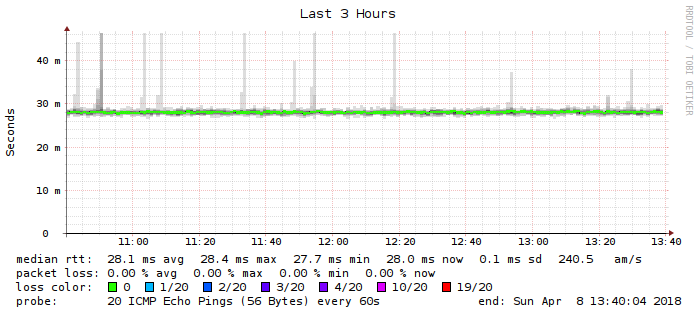 Last 3 Hours
RRDTOOL / TOBI OETIKER
Seconds
40 m
30 m
20 m
10 m
0
11:00 11:20 11:40 12:00 12:20 12:40 13:00 13:20 13:40
median rtt: 28.1 ms avg 28.4 ms max 27.7 ms min 28.0 ms now 0.1 ms sd 240.5 am/s
packet loss: 0.00 % avg 0.00 % max 0.00 % min 0.00 % now
loss color: 0 1/20 2/20 3/20 4/20 10/20 19/20
probe: 20 ICMP Echo Pings (56 Bytes) every 60s end: Sun Apr 8 13:40:04 2018